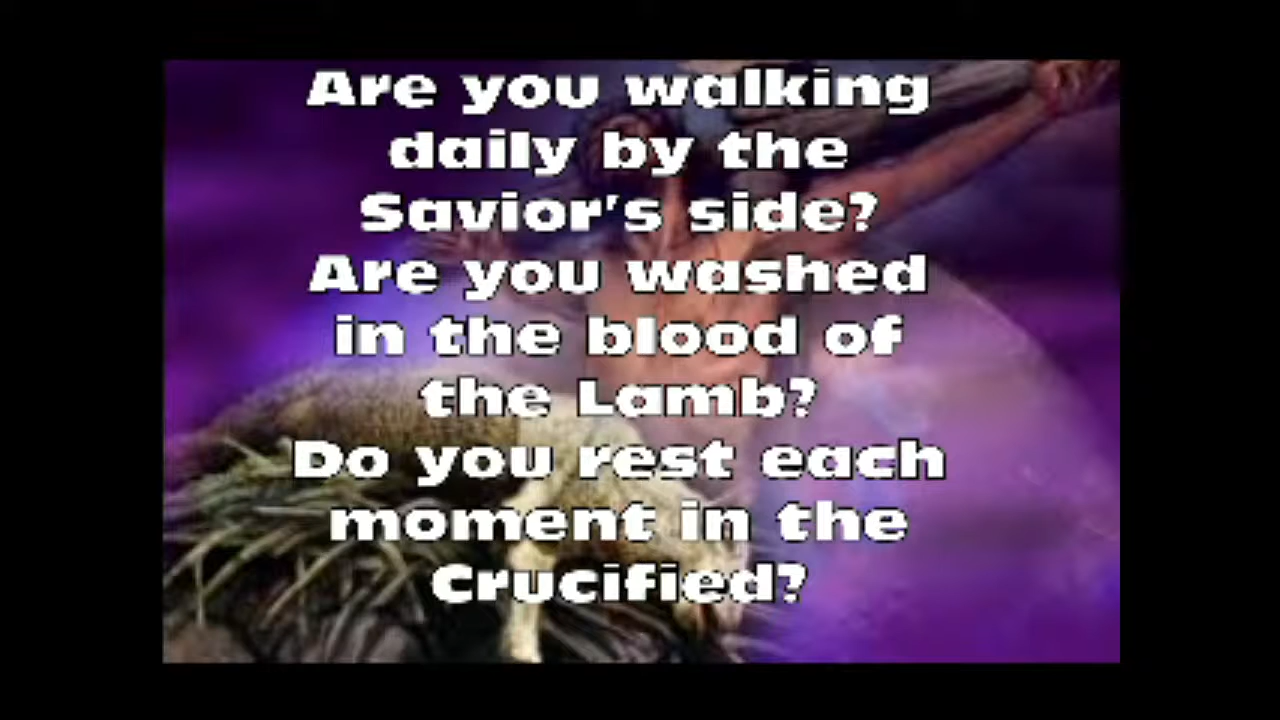 Are you walking
daily by the
Savior's side?
Are you washed
in the blood of
the Lamb?
Do you rest each
moment in the
Crucified?